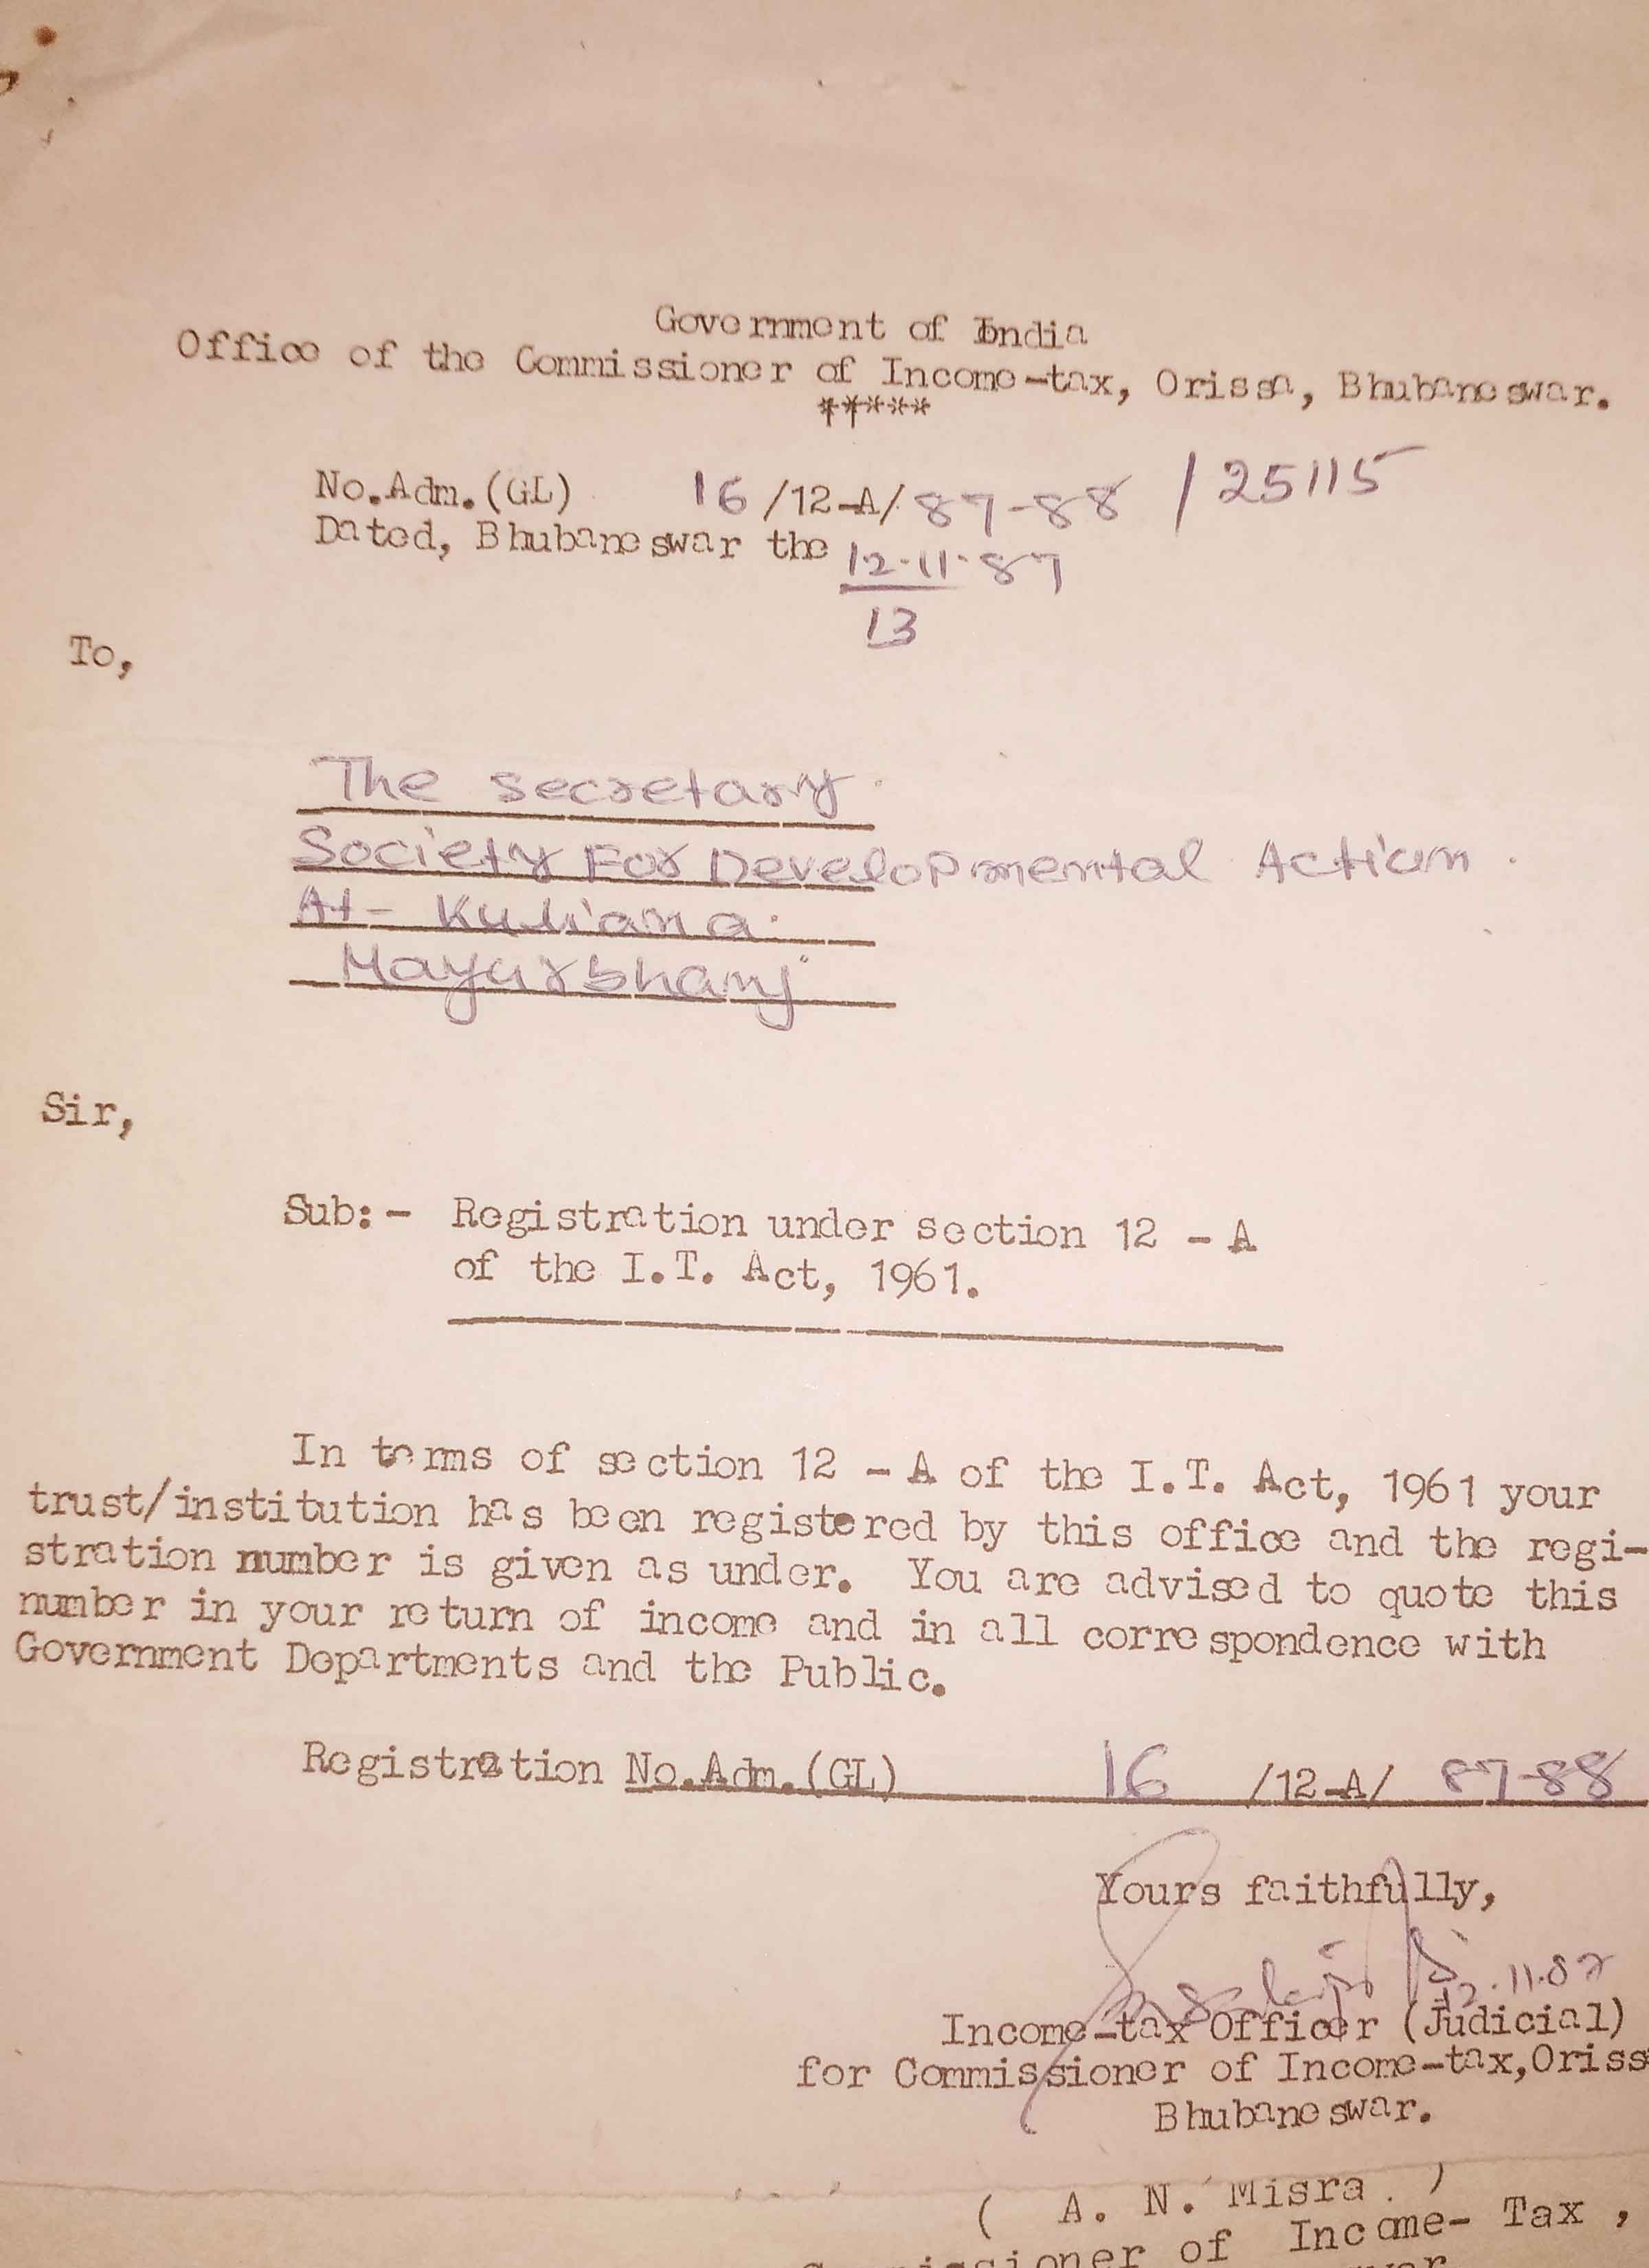 Government of India
Office of the Commissioner of Income-tax, Orissa, Bhubaneswar.
*****
No.Adm.(GL) 16/12-A/87-88/25115
Dated, Bhubaneswar the 12.11.87
13
To,
The secretary
Society For Developmental Action
At- Kuliana
Mayurbhanj
Sir,
Sub:- Registration under section 12 - A
of the I.T. Act, 1961.
In terms of section 12 - A of the I.T. Act, 1961 your
trust/institution has been registered by this office and the regi-
stration number is given as under. You are advised to quote this
number in your return of income and in all correspondence with
Government Departments and the Public.
Registration No.Adm.(GL) 16 /12-A/ 87-88
Yours faithfully,
12.11.87
Income-tax Officer (Judicial)
for Commissioner of Income-tax,Oriss
Bhubaneswar.
( A. N. Misra. )
of Income- Tax,